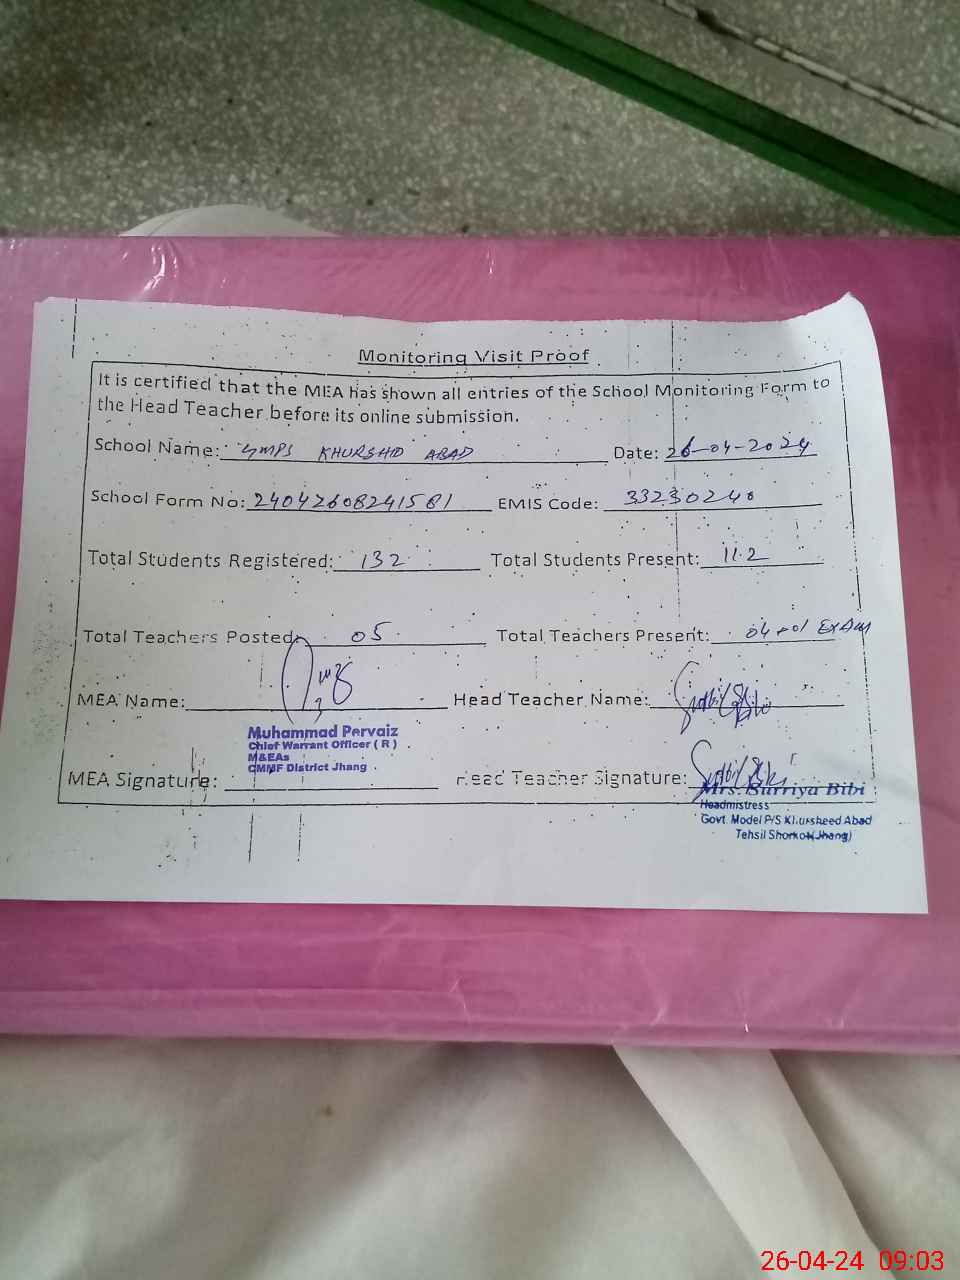 Monitoring Visit Proof
It is certified that the MEA has shown all entries of the School Monitoring Form to
the Head Teacher before its online submission.
School Name: GMPS KHURSHID ABAD Date: 26-04-2024
School Form No: 24042608241581 EMIS Code: 33230240
Total Students Registered: 132 Total Students Present: 112
Total Teachers Posted: 05 Total Teachers Present: 04+01 EXAM
MEA Name: Head Teacher Name:
Muhammad Pervaiz
Chief Warrant Officer ( R )
M&EAs
CMMF District Jhang
MEA Signature: Head Teacher Signature:
Mrs. Burriya Bibi
Headmistress
Govt. Model P/S Khursheed Abad
Tehsil Shorkot (Jhang)
26-04-24 09:03